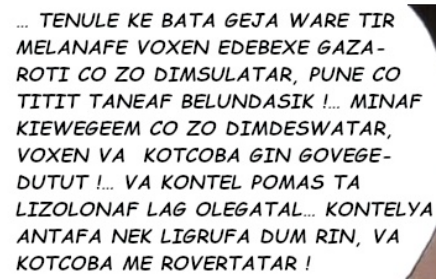 … TENULE KE BATA GEJA WARE TIR
MELANAFE VOXEN EDEBEXE GAZA-
ROTI CO ZO DIMSULATAR, PUNE CO
TITIT TANEAF BELUNDASIK !… MINAF
KIEWEGEEM CO ZO DIMDESWATAR,
VOXEN VA KOTCOBA GIN GOVEGE-
DUTUT !… VA KONTEL POMAS TA
LIZOLONAF LAG OLEGATAL… KONTELYA
ANTAFA NEK LIGRUFA DUM RIN, VA
KOTCOBA ME ROVERTATAR !